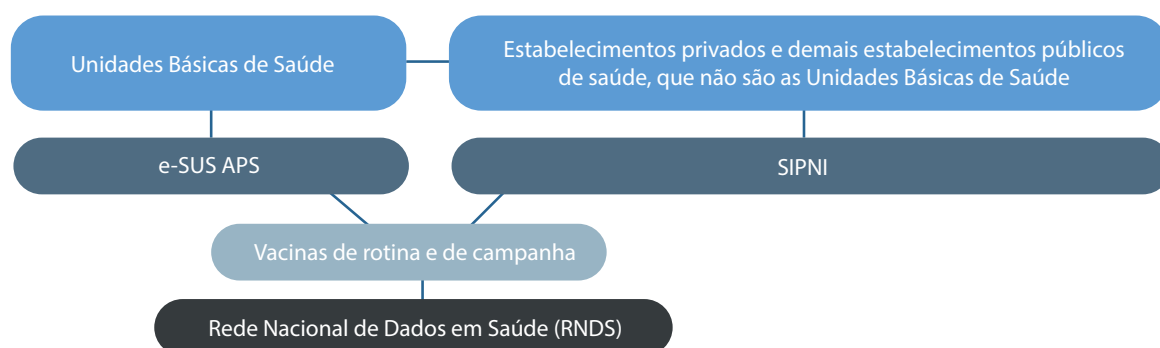 Unidades Básicas de Saúde
Estabelecimentos privados e demais estabelecimentos públicos
de saúde, que não são as Unidades Básicas de Saúde
e-SUS APS
SIPNI
Vacinas de rotina e de campanha
Rede Nacional de Dados em Saúde (RNDS)